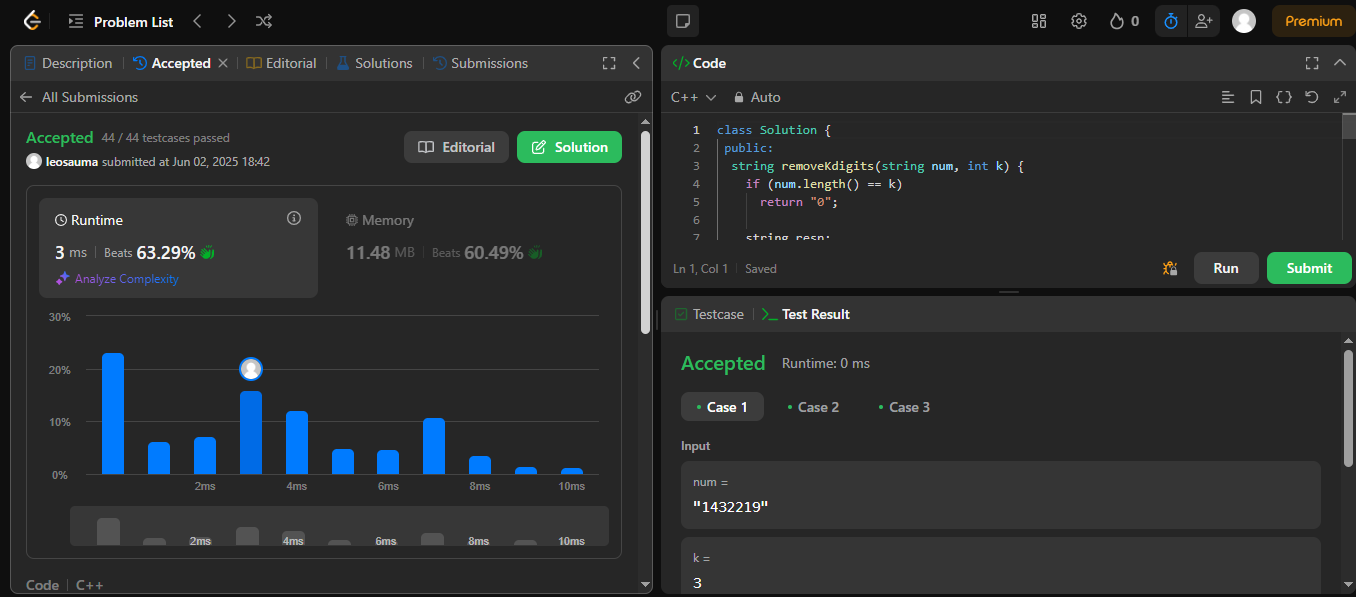 Problem List
0
Premium
Description
Accepted
Editorial
Solutions
Submissions
All Submissions
Accepted 44 / 44 testcases passed
leosauma submitted at Jun 02, 2025 18:42
Editorial
Solution
Runtime
3 ms Beats 63.29%
Analyze Complexity
Memory
11.48 MB Beats 60.49%
30%
20%
10%
0%
2ms 4ms 6ms 8ms 10ms
2ms 4ms 6ms 8ms 10ms
Code C++
</> Code
C++ Auto
1 class Solution {
2 public:
3 string removeKdigits(string num, int k) {
4 if (num.length() == k)
5 return "0";
6
7 string resp;
Ln 1, Col 1 Saved
Run
Submit
Testcase
Test Result
Accepted Runtime: 0 ms
Case 1 Case 2 Case 3
Input
num =
"1432219"
k =
3